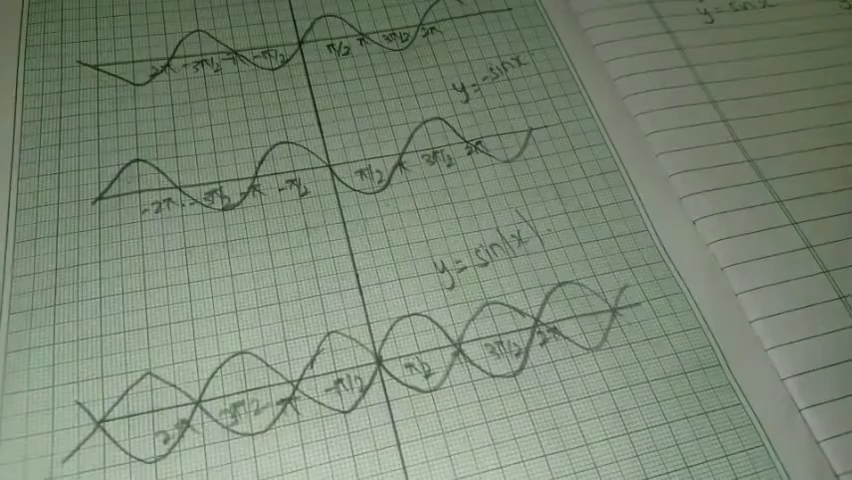 y = sin x
2π -3π/2 -π -π/2 π/2 π 3π/2 2π
y = -sin x
-2π -3π/2 -π -π/2 π/2 π 3π/2 2π
y = sin|x|.
2π -3π/2 -π -π/2 π/2 3π/2 2π